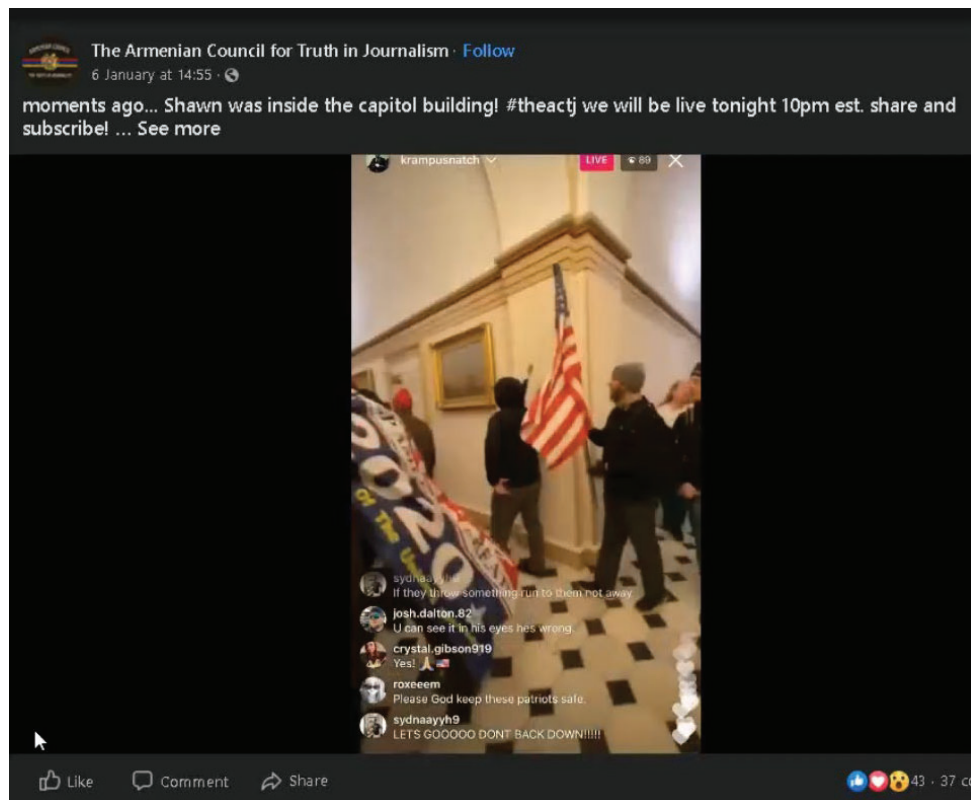 The Armenian Council for Truth in Journalism · Follow
6 January at 14:55 ·
moments ago... Shawn was inside the capitol building! #theactj we will be live tonight 10pm est. share and
subscribe! ... See more
krampusnatch
LIVE 89
2020
Of The
sydnaayyh9
If they throw something run to them not away
josh.dalton.82
U can see it in his eyes hes wrong.
crystal.gibson919
Yes! 🙏 🇺🇸
roxeeem
Please God keep these patriots safe.
sydnaayyh9
LETS GOOOOO DONT BACK DOWN!!!!!
Like Comment Share 43 · 37